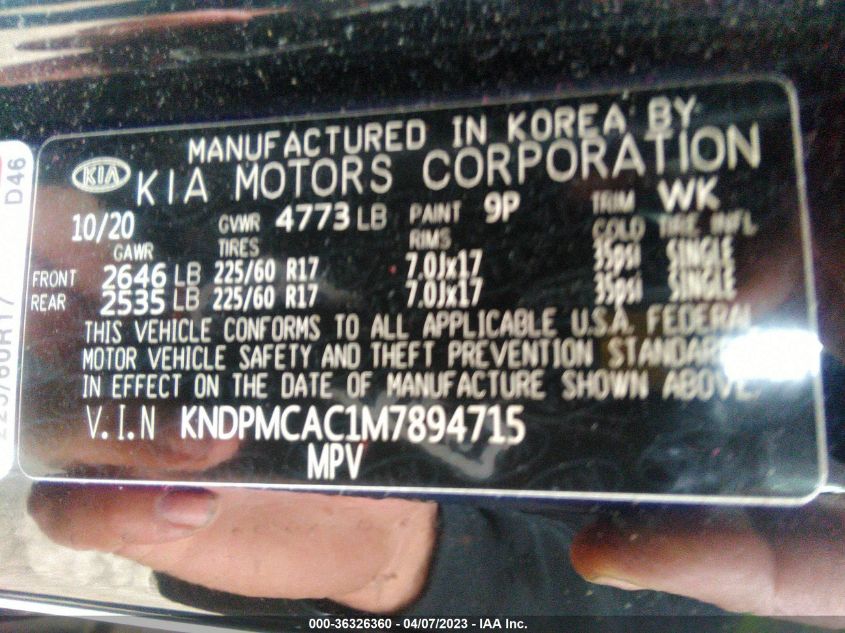 MANUFACTURED IN KOREA BY
KIA KIA MOTORS CORPORATION
10/20 GVWR 4773 LB PAINT 9P TRIM WK
GAWR TIRES RIMS COLD TIRE INFL
FRONT 2646 LB 225/60 R17 7.0Jx17 35psi SINGLE
REAR 2535 LB 225/60 R17 7.0Jx17 35psi SINGLE
THIS VEHICLE CONFORMS TO ALL APPLICABLE U.S.A. FEDERAL
MOTOR VEHICLE SAFETY AND THEFT PREVENTION
IN EFFECT ON THE DATE OF MANUFACTURE SHOWN ABOVE.
V.I.N KNDPMCAC1M7894715
MPV
D46
225/60R17
000-36326360 - 04/07/2023 - IAA Inc.